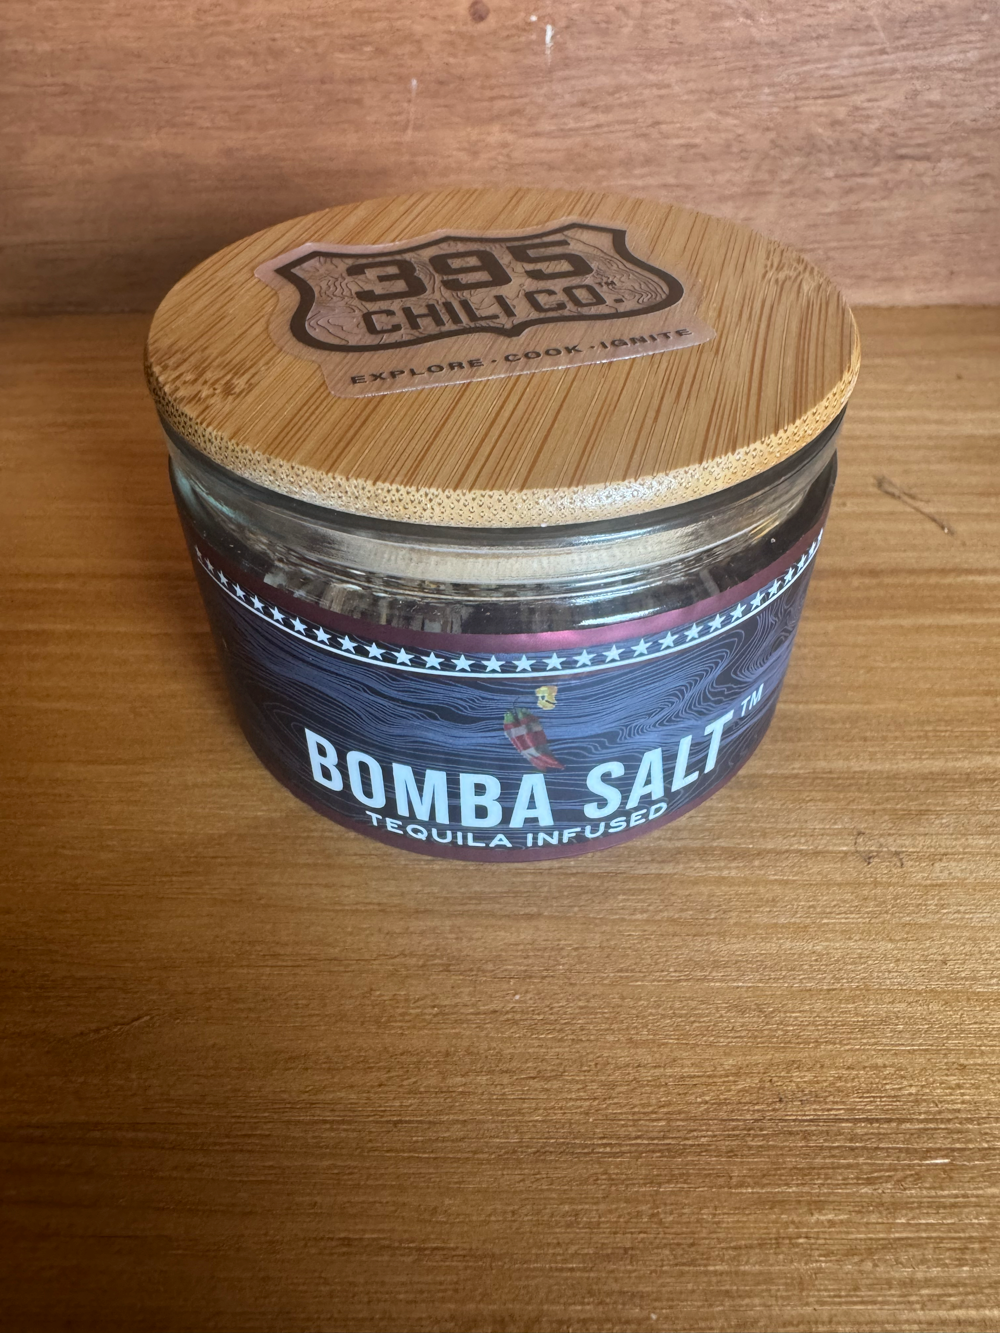 395
CHILI CO.™
EXPLORE · COOK · IGNITE
BOMBA SALT™
TEQUILA INFUSED